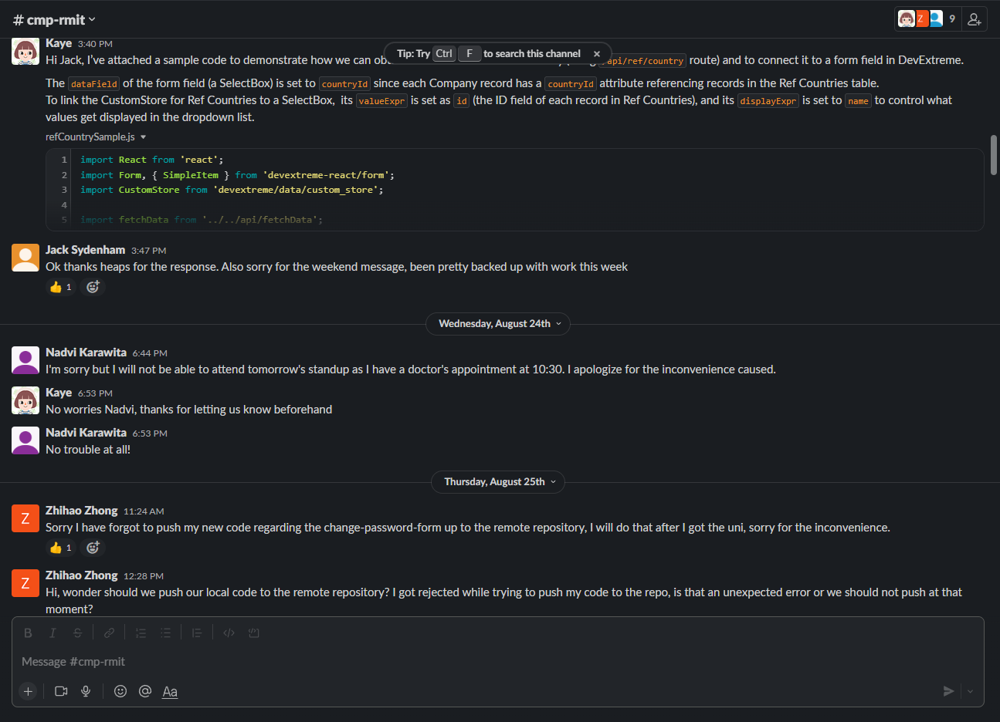 # cmp-rmit
9
Kaye 3:40 PM
Tip: Try Ctrl F to search this channel
Hi Jack, I've attached a sample code to demonstrate how we can ob /api/ref/country route) and to connect it to a form field in DevExtreme.
The dataField of the form field (a SelectBox) is set to countryId since each Company record has a countryId attribute referencing records in the Ref Countries table.
To link the CustomStore for Ref Countries to a SelectBox, its valueExpr is set as id (the ID field of each record in Ref Countries), and its displayExpr is set to name to control what
values get displayed in the dropdown list.
refCountrySample.js
1 import React from 'react';
2 import Form, { SimpleItem } from 'devextreme-react/form';
3 import CustomStore from 'devextreme/data/custom_store';
4
5 import fetchData from '../../api/fetchData';
Jack Sydenham 3:47 PM
Ok thanks heaps for the response. Also sorry for the weekend message, been pretty backed up with work this week
1
Wednesday, August 24th
Nadvi Karawita 6:44 PM
I'm sorry but I will not be able to attend tomorrow's standup as I have a doctor's appointment at 10:30. I apologize for the inconvenience caused.
Kaye 6:53 PM
No worries Nadvi, thanks for letting us know beforehand
Nadvi Karawita 6:53 PM
No trouble at all!
Thursday, August 25th
Z
Zhihao Zhong 11:24 AM
Sorry I have forgot to push my new code regarding the change-password-form up to the remote repository, I will do that after I got the uni, sorry for the inconvenience.
1
Z
Zhihao Zhong 12:28 PM
Hi, wonder should we push our local code to the remote repository? I got rejected while trying to push my code to the repo, is that an unexpected error or we should not push at that
moment?
Message #cmp-rmit
Aa